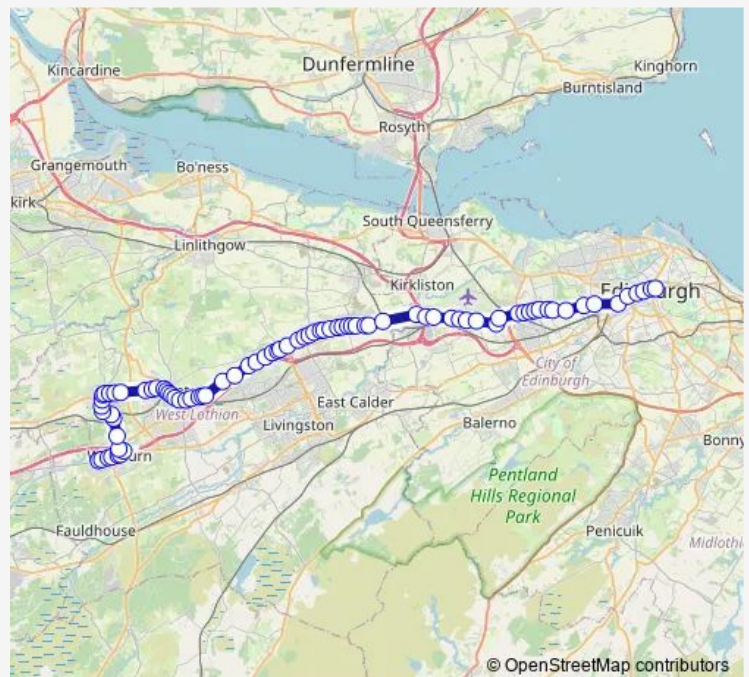 Kinghorn
Kincardine
Dunfermline
Burntisland
Rosyth
Grangemouth
Bo'ness
kirk
South Queensferry
Linlithgow
Kirkliston
Edinburgh
City of
Edinburgh
West Lothian
East Calder
Livingston
Balerno
Bonny
Pentland
Hills Regional
Park
Fauldhouse
Penicuik
Midlothi
© OpenStreetMap contributors